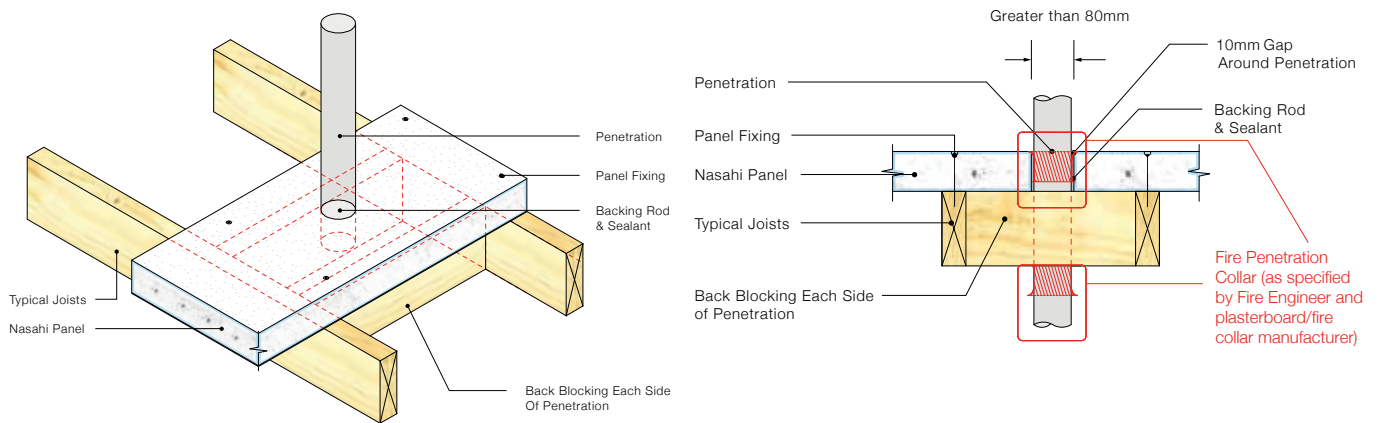 Penetration
Panel Fixing
Backing Rod
& Sealant
Typical Joists
Nasahi Panel
Back Blocking Each Side
Of Penetration
Greater than 80mm
10mm Gap
Around Penetration
Penetration
Backing Rod
& Sealant
Panel Fixing
Nasahi Panel
Typical Joists
Back Blocking Each Side
of Penetration
Fire Penetration
Collar (as specified
by Fire Engineer and
plasterboard/fire
collar manufacturer)